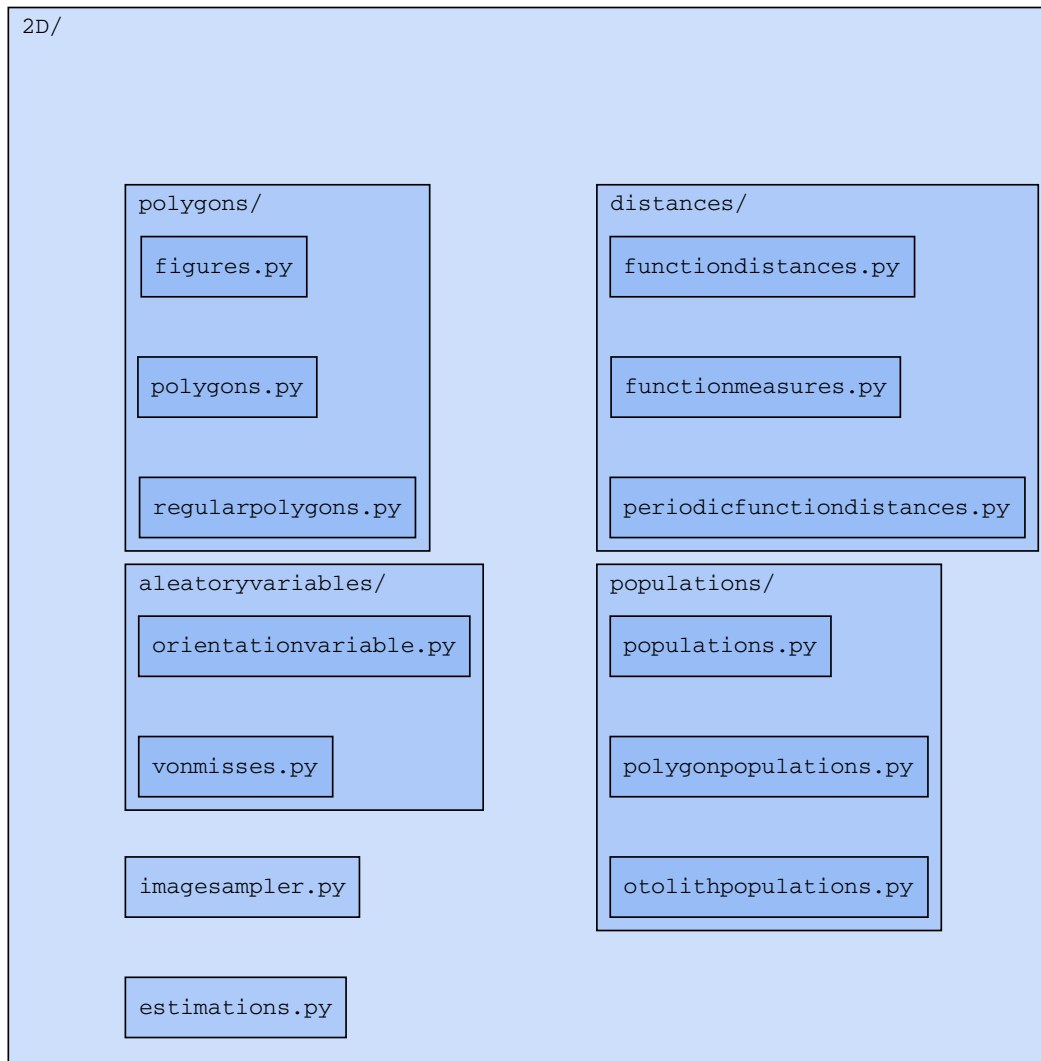 2D/
polygons/
figures.py
polygons.py
regularpolygons.py
distances/
functiondistances.py
functionmeasures.py
periodicfunctiondistances.py
aleatoryvariables/
orientationvariable.py
vonmisses.py
populations/
populations.py
polygonpopulations.py
otolithpopulations.py
imagesampler.py
estimations.py